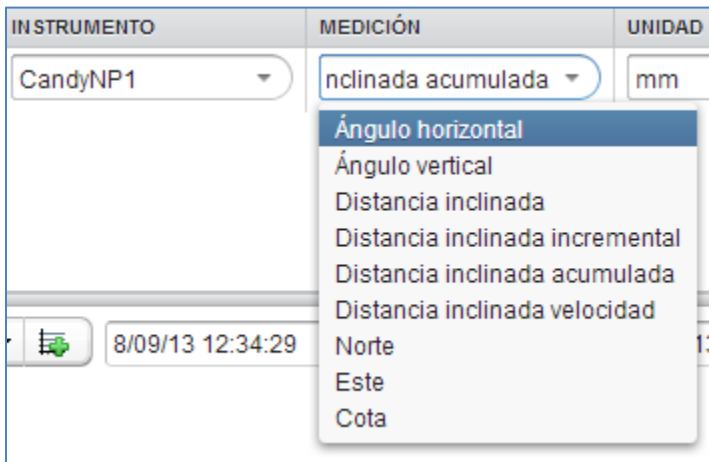 INSTRUMENTO MEDICIÓN UNIDAD
CandyNP1 nclinada acumulada mm
Ángulo horizontal
Ángulo vertical
Distancia inclinada
Distancia inclinada incremental
Distancia inclinada acumulada
Distancia inclinada velocidad
8/09/13 12:34:29 Norte
Este
Cota